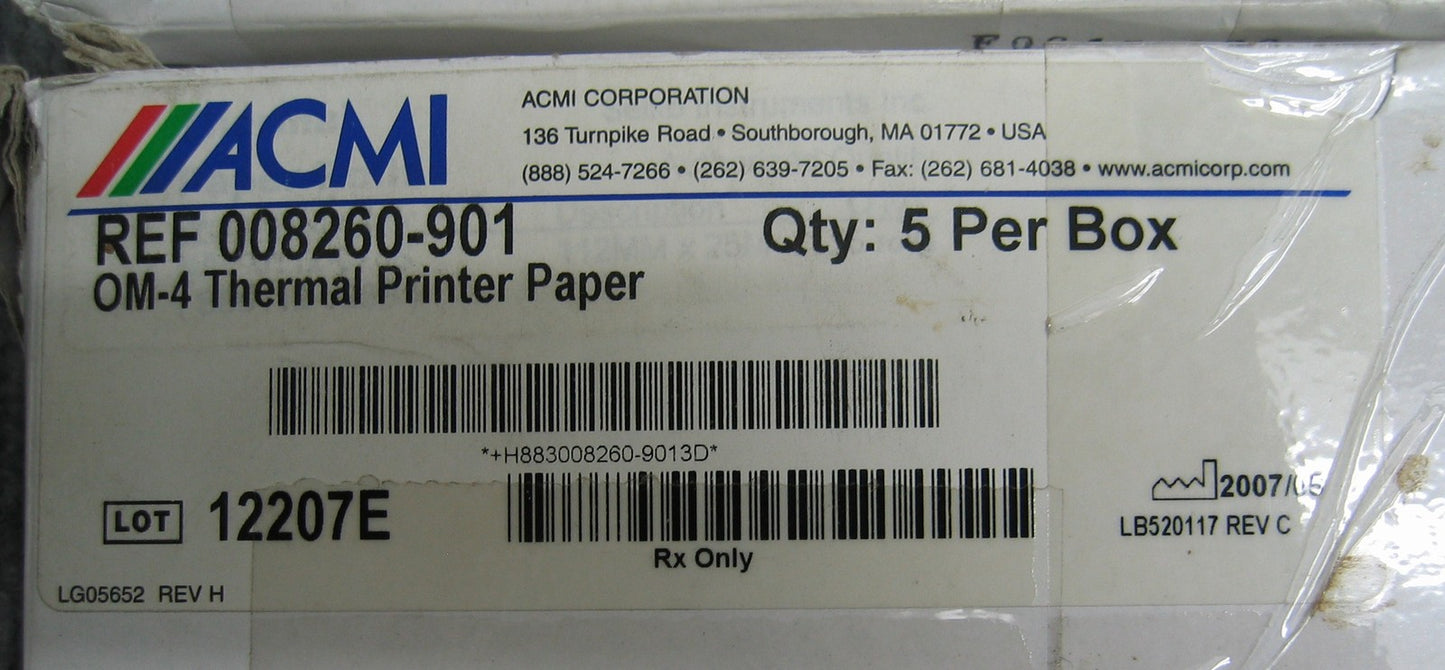 ACMI
ACMI CORPORATION
136 Turnpike Road • Southborough, MA 01772 • USA
(888) 524-7266 • (262) 639-7205 • Fax: (262) 681-4038 • www.acmicorp.com
REF 008260-901 Qty: 5 Per Box
OM-4 Thermal Printer Paper
*+H883008260-9013D*
LOT 12207E
2007/05
LB520117 REV C
Rx Only
LG05652 REV H